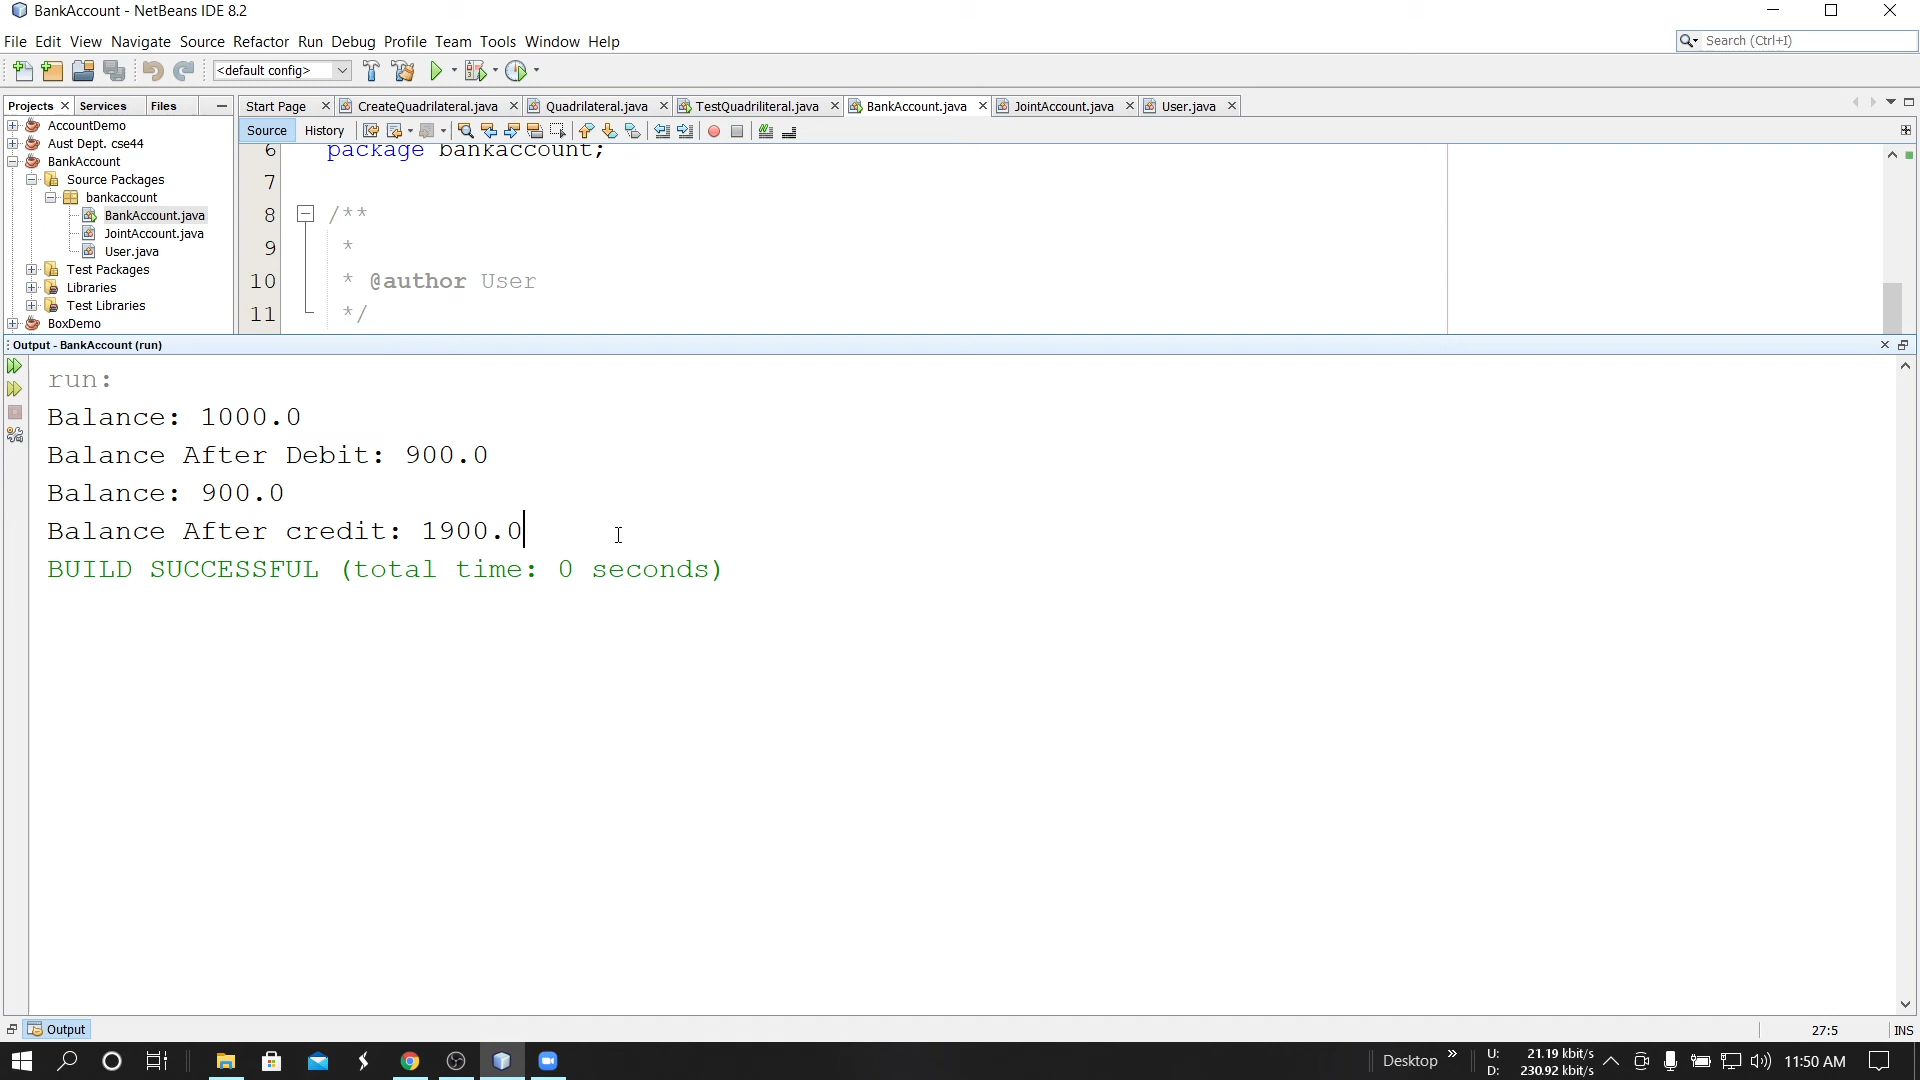 BankAccount - NetBeans IDE 8.2
File Edit View Navigate Source Refactor Run Debug Profile Team Tools Window Help
Search (Ctrl+I)
<default config>
Projects Services Files
Start Page CreateQuadrilateral.java Quadrilateral.java TestQuadriliteral.java BankAccount.java JointAccount.java User.java
Source History
AccountDemo
Aust Dept. cse44
BankAccount
Source Packages
bankaccount
BankAccount.java
JointAccount.java
User.java
Test Packages
Libraries
Test Libraries
BoxDemo
6 package bankaccount;
7
8 /**
9 *
10 * @author User
11 */
Output - BankAccount (run)
run:
Balance: 1000.0
Balance After Debit: 900.0
Balance: 900.0
Balance After credit: 1900.0
BUILD SUCCESSFUL (total time: 0 seconds)
Output
27:5 INS
Desktop »
U: 21.19 kbit/s
D: 230.92 kbit/s
11:50 AM